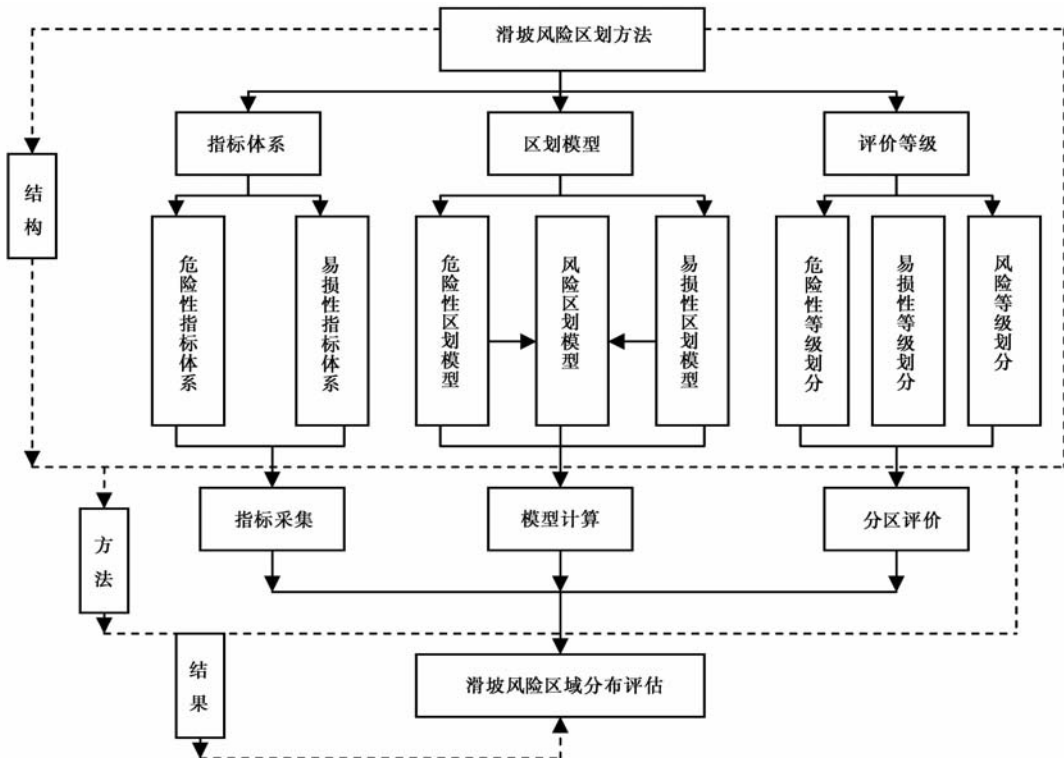 滑坡风险区划方法
指标体系
区划模型
评价等级
结构
危险性指标体系
易损性指标体系
危险性区划模型
风险区划模型
易损性区划模型
危险性等级划分
易损性等级划分
风险等级划分
指标采集
模型计算
分区评价
方法
结果
滑坡风险区域分布评估